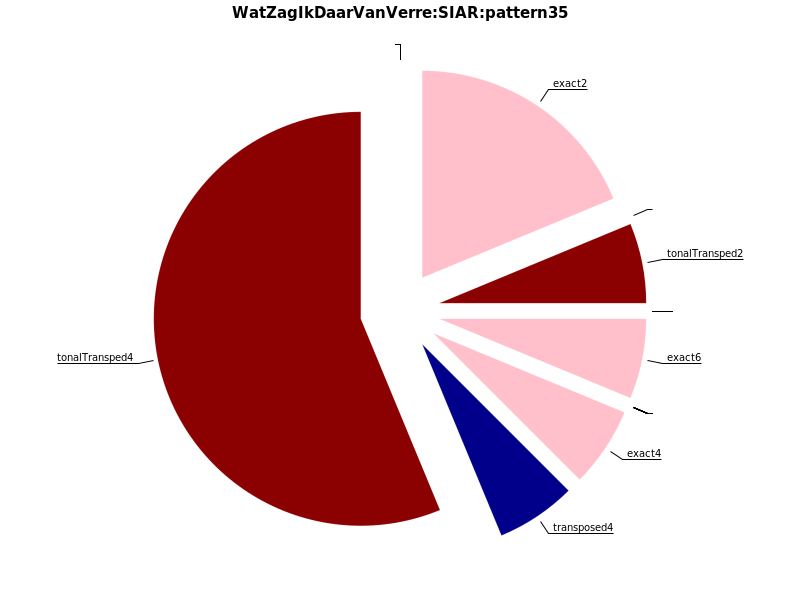 WatZagIkDaarVanVerre:SIAR:pattern35
exact2
tonalTransped2
tonalTransped4
exact6
exact4
transposed4